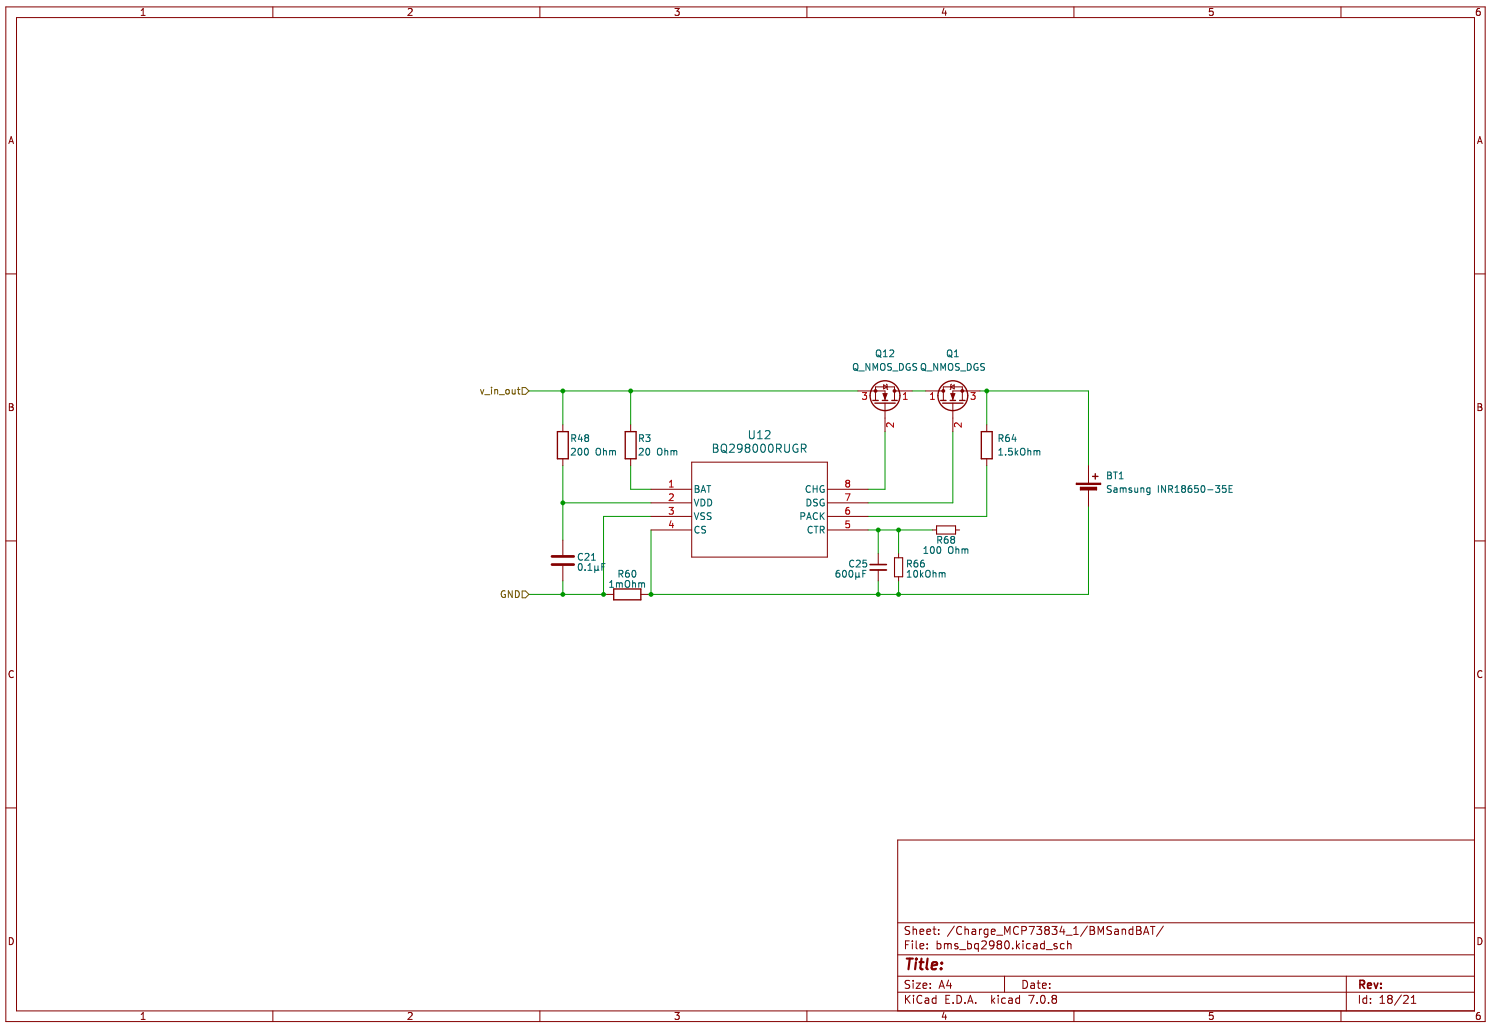 1 2 3 4 5 6
A A
Q12 Q1
Q_NMOS_DGS Q_NMOS_DGS
v_in_out 3 1 1 3
B B
2 2
R48 R3 U12 R64
200 Ohm 20 Ohm BQ298000RUGR 1.5kOhm
+ BT1
Samsung INR18650-35E
1 BAT CHG 8
2 VDD DSG 7
3 VSS PACK 6
4 CS CTR 5
R68
100 Ohm
C21 C25 R66
0.1µF 600µF 10kOhm
R60
1mOhm
GND
C C
D D
Sheet: /Charge_MCP73834_1/BMSandBAT/
File: bms_bq2980.kicad_sch
Title:
Size: A4 Date: Rev:
KiCad E.D.A. kicad 7.0.8 Id: 18/21
1 2 3 4 5 6